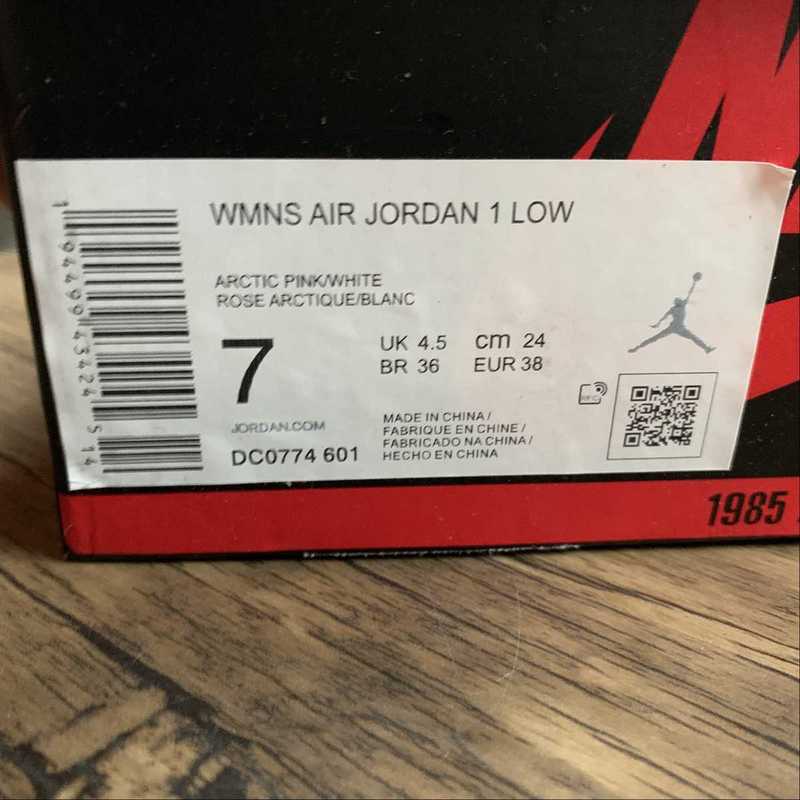 WMNS AIR JORDAN 1 LOW
ARCTIC PINK/WHITE
ROSE ARCTIQUE/BLANC
7
UK 4.5 cm 24
BR 36 EUR 38
JORDAN.COM
DC0774 601
MADE IN CHINA /
FABRIQUE EN CHINE /
FABRICADO NA CHINA /
HECHO EN CHINA
1985